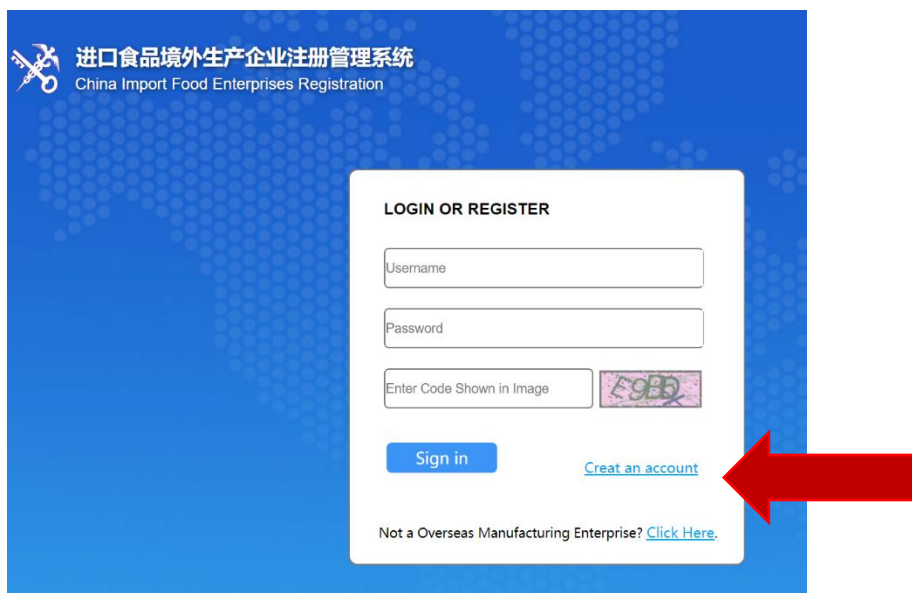 进口食品境外生产企业注册管理系统
China Import Food Enterprises Registration
LOGIN OR REGISTER
Username
Password
Enter Code Shown in Image
Sign in
Creat an account
Not a Overseas Manufacturing Enterprise? Click Here.